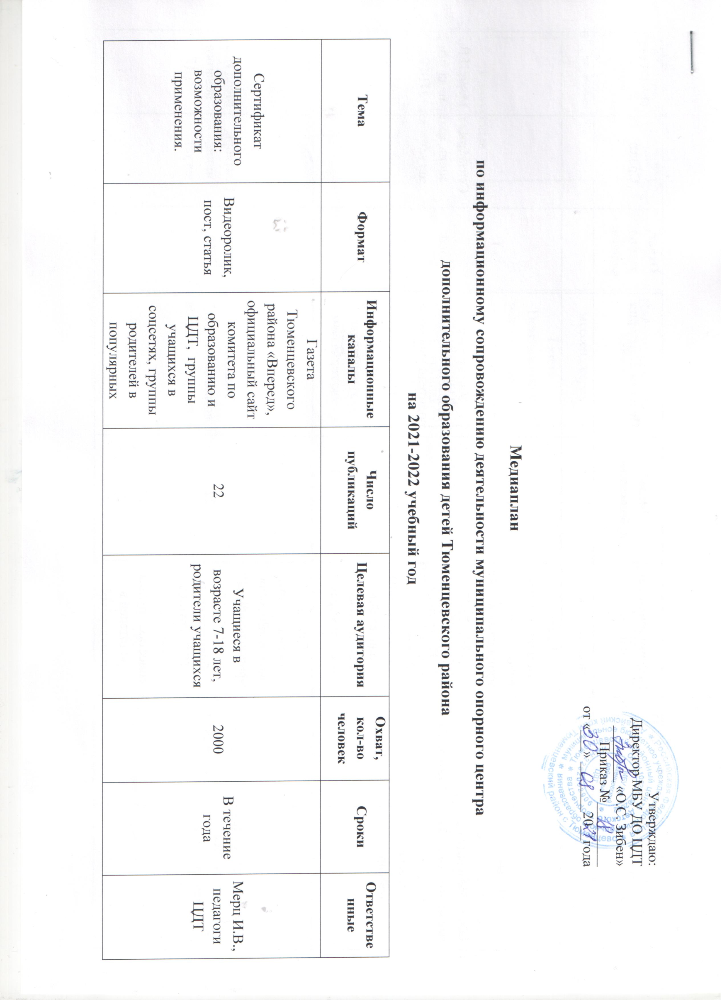 Утверждаю:
Директор МБУ ДО ЦДТ
«О.С. Зибен»
Приказ №
от «30» 08 2021 года
Медиаплан
по информационному сопровождению деятельности муниципального опорного центра
дополнительного образования детей Тюменцевского района
на 2021-2022 учебный год
Тема
Формат
Информационные
каналы
Число
публикаций
Целевая аудитория
Охват,
кол-во
человек
Сроки
Ответстве
нные
Сертификат
дополнительного
образования:
возможности
применения.
Видеоролик,
пост, статья
Газета
Тюменцевского
района «Вперед»,
официальный сайт
комитета по
образованию и
ЦДТ, группы
учащихся в
соцсетях, группы
родителей в
популярных
22
Учащиеся в
возрасте 7-18 лет,
родители учащихся
2000
В течение
года
Мерц И.В.,
педагоги
ЦДТ